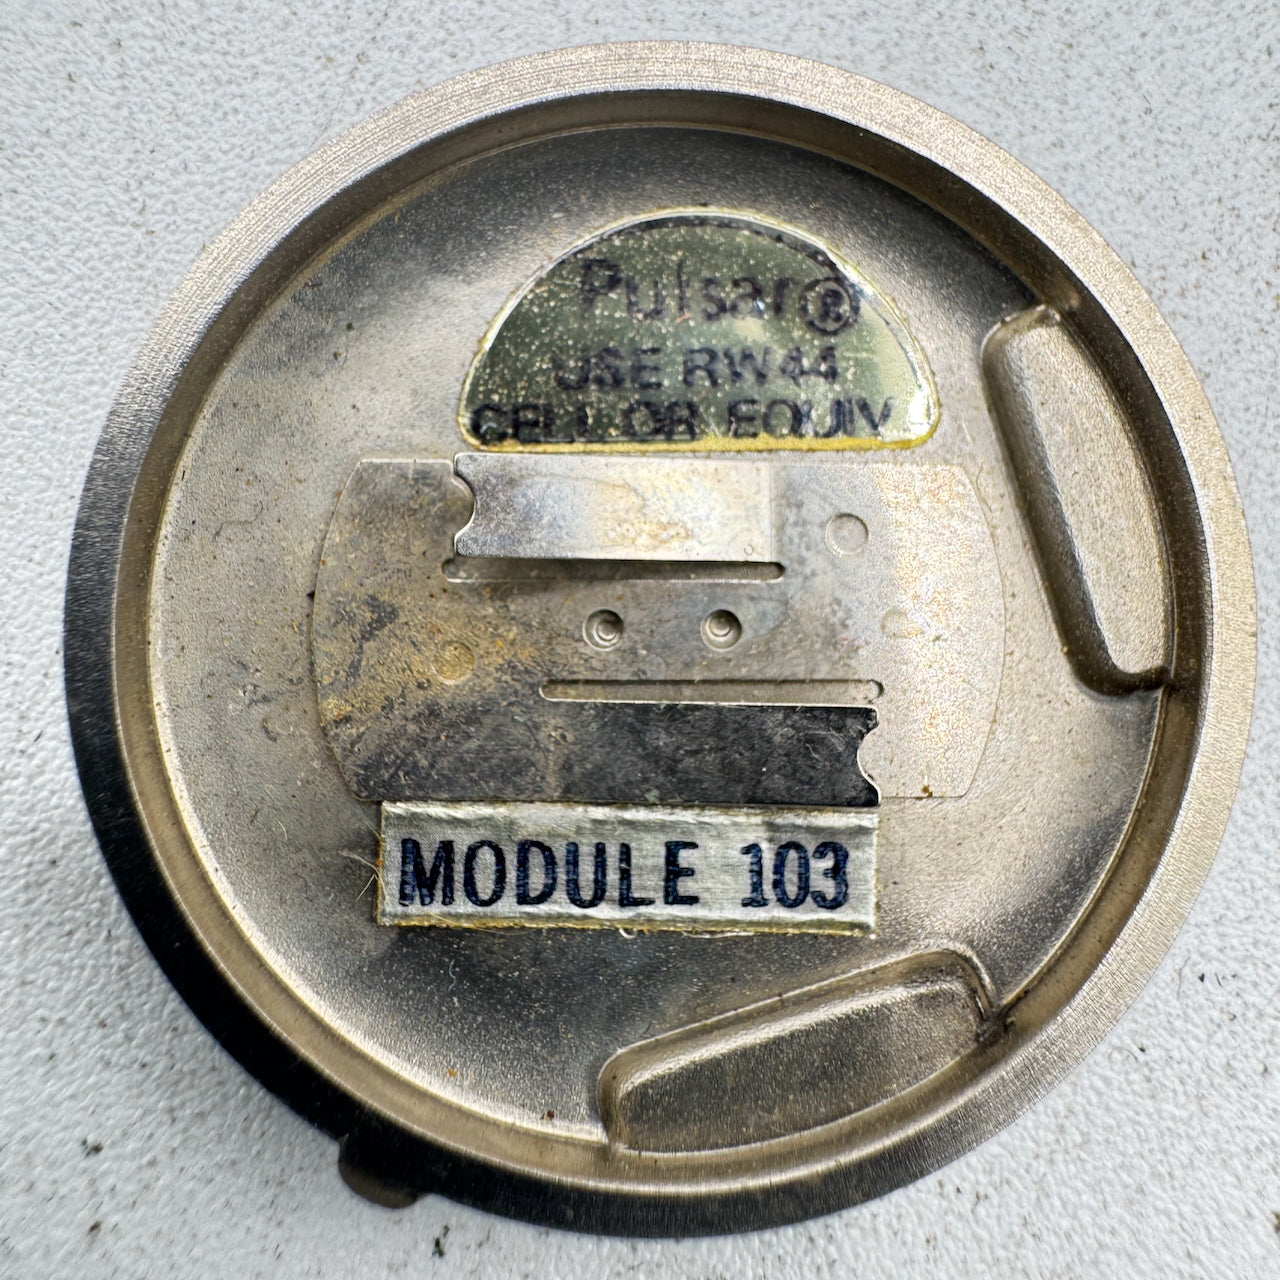 Pulsar®
USE RW44
CELL OR EQUIV
MODULE 103